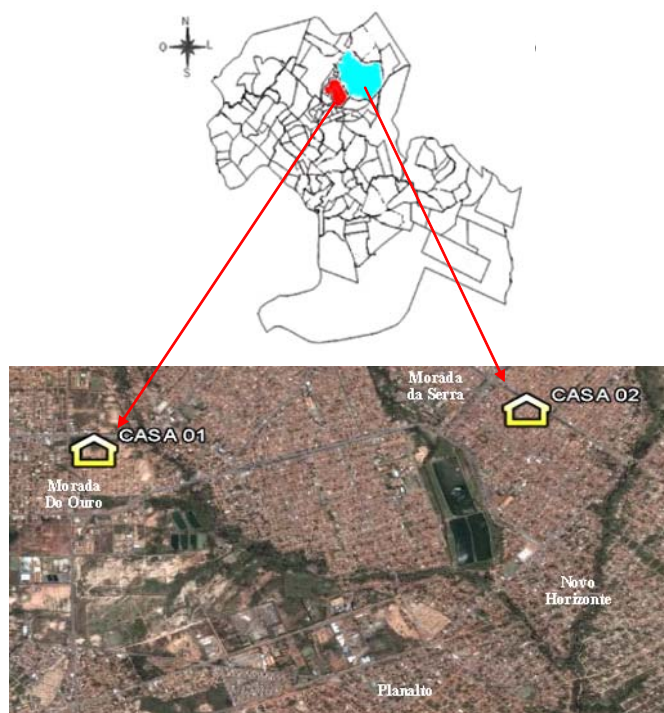 N
O L
S
Morada
da Serra
CASA 02
CASA 01
Morada
Do Ouro
Novo
Horizonte
Planalto